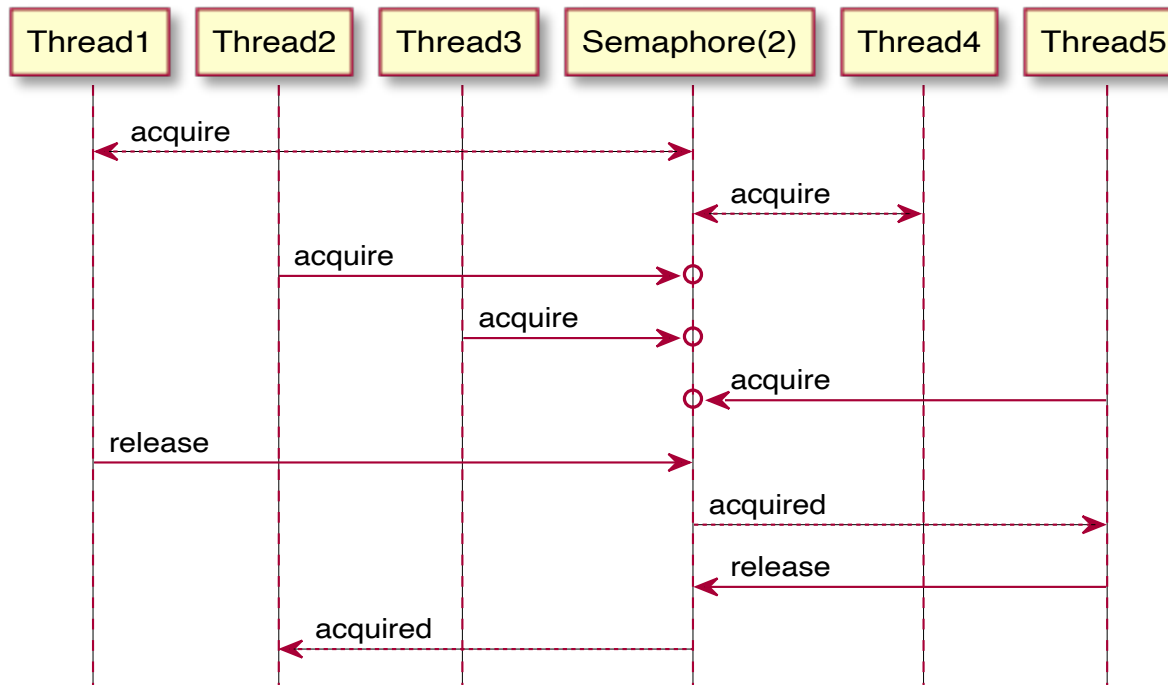 Thread1 Thread2 Thread3 Semaphore(2) Thread4 Thread5
acquire
acquire
acquire
acquire
acquire
release
acquired
release
acquired